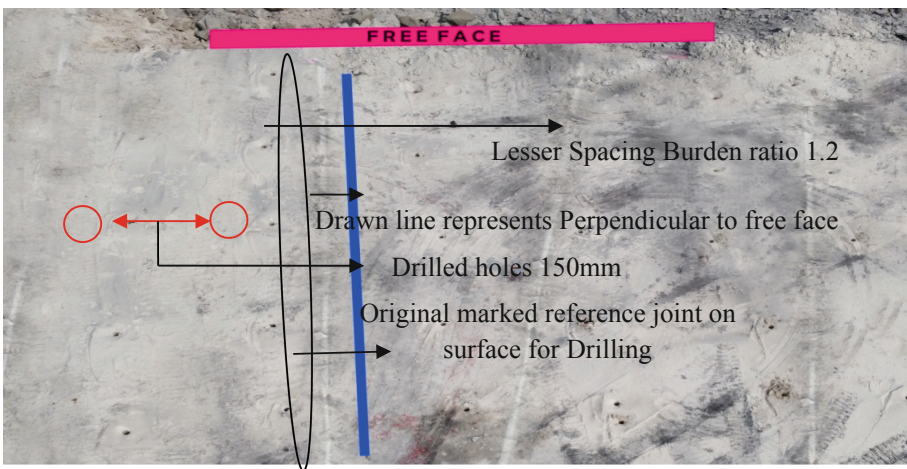 FREE FACE
Lesser Spacing Burden ratio 1.2
Drawn line represents Perpendicular to free face
Drilled holes 150mm
Original marked reference joint on
surface for Drilling